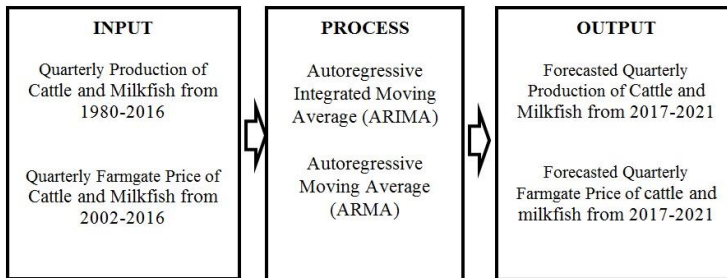 INPUT
Quarterly Production of
Cattle and Milkfish from
1980-2016
Quarterly Farmgate Price of
Cattle and Milkfish from
2002-2016
PROCESS
Autoregressive
Integrated Moving
Average (ARIMA)
Autoregressive
Moving Average
(ARMA)
OUTPUT
Forecasted Quarterly
Production of Cattle and
Milkfish from 2017-2021
Forecasted Quarterly
Farmgate Price of cattle and
milkfish from 2017-2021